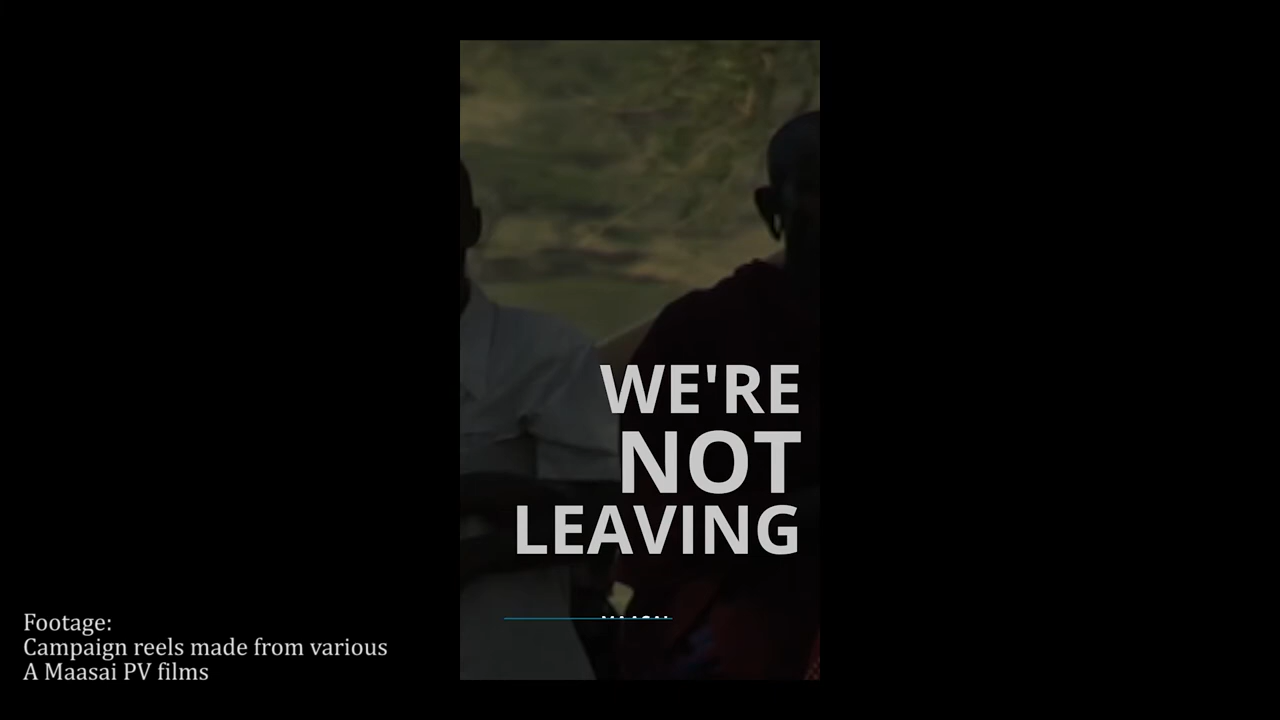 WE'RE
NOT
LEAVING
Footage:
Campaign reels made from various
A Maasai PV films